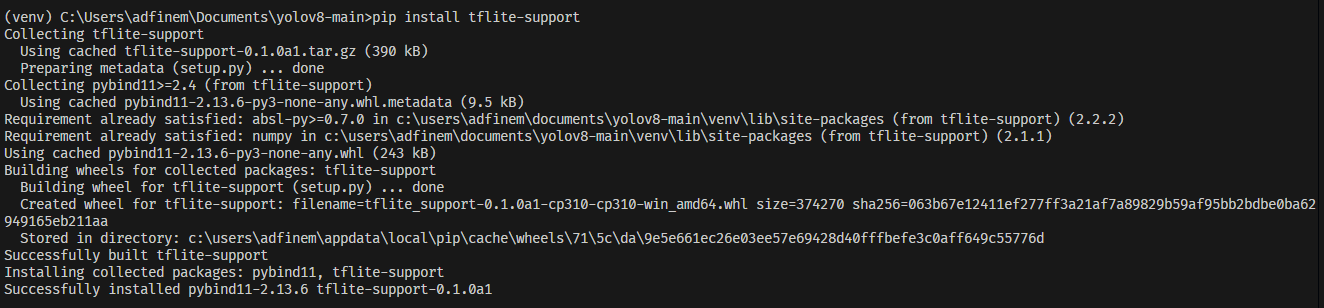 (venv) C:\Users\adfinem\Documents\yolov8-main>pip install tflite-support
Collecting tflite-support
  Using cached tflite-support-0.1.0a1.tar.gz (390 kB)
  Preparing metadata (setup.py) ... done
Collecting pybind11>=2.4 (from tflite-support)
  Using cached pybind11-2.13.6-py3-none-any.whl.metadata (9.5 kB)
Requirement already satisfied: absl-py>=0.7.0 in c:\users\adfinem\documents\yolov8-main\venv\lib\site-packages (from tflite-support) (2.2.2)
Requirement already satisfied: numpy in c:\users\adfinem\documents\yolov8-main\venv\lib\site-packages (from tflite-support) (2.1.1)
Using cached pybind11-2.13.6-py3-none-any.whl (243 kB)
Building wheels for collected packages: tflite-support
  Building wheel for tflite-support (setup.py) ... done
  Created wheel for tflite-support: filename=tflite_support-0.1.0a1-cp310-cp310-win_amd64.whl size=374270 sha256=063b67e12411ef277ff3a21af7a89829b59af95bb2bdbe0ba62
949165eb211aa
  Stored in directory: c:\users\adfinem\appdata\local\pip\cache\wheels\71\5c\da\9e5e661ec26e03ee57e69428d40fffbefe3c0aff649c55776d
Successfully built tflite-support
Installing collected packages: pybind11, tflite-support
Successfully installed pybind11-2.13.6 tflite-support-0.1.0a1